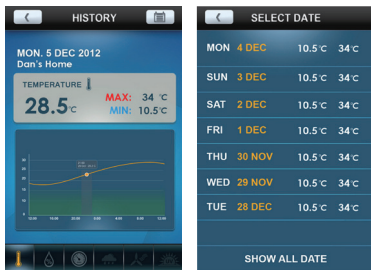 HISTORY
MON. 5 DEC 2012
Dan's Home
TEMPERATURE
28.5°C
MAX: 34 °C
MIN: 10.5°C
SELECT DATE
MON 4 DEC 10.5°C 34°C
SUN 3 DEC 10.5°C 34°C
SAT 2 DEC 10.5°C 34°C
FRI 1 DEC 10.5°C 34°C
THU 30 NOV 10.5°C 34°C
WED 29 NOV 10.5°C 34°C
TUE 28 DEC 10.5°C 34°C
SHOW ALL DATE